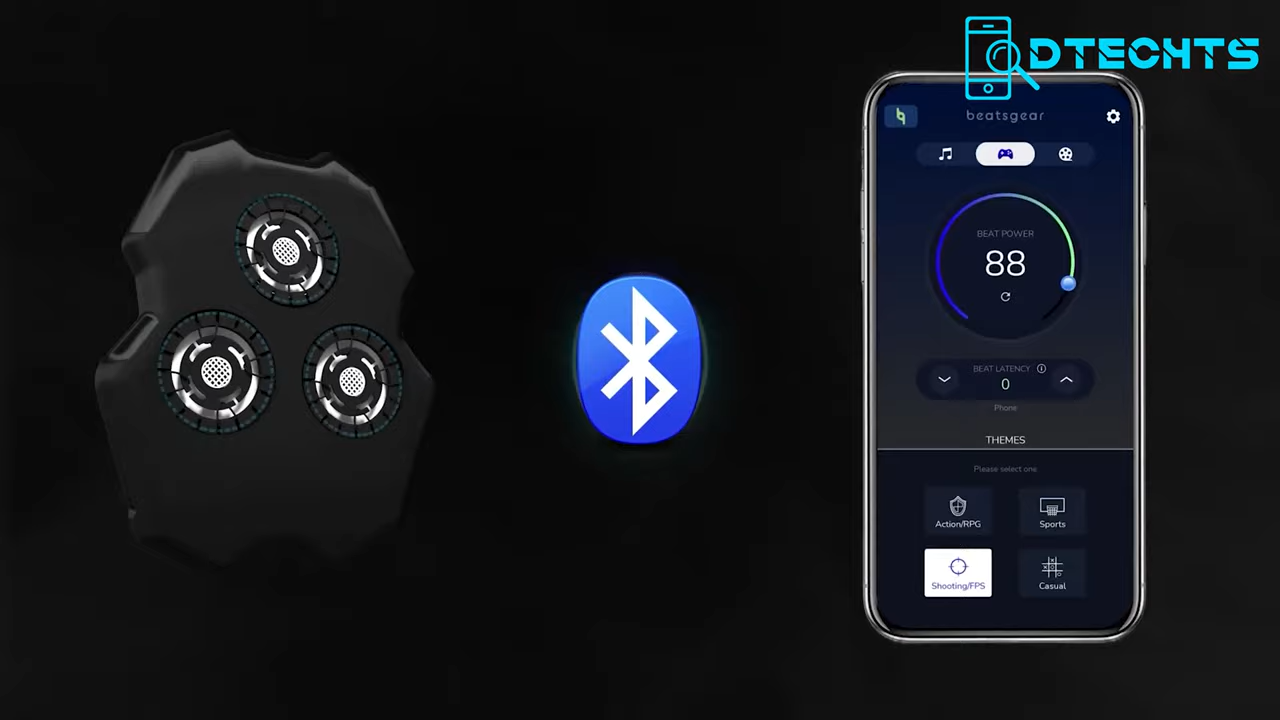 DTECHTS
beatsgear
BEAT POWER
88
BEAT LATENCY
0
Phone
THEMES
Please select one
Action/RPG
Sports
Shooting/FPS
Casual